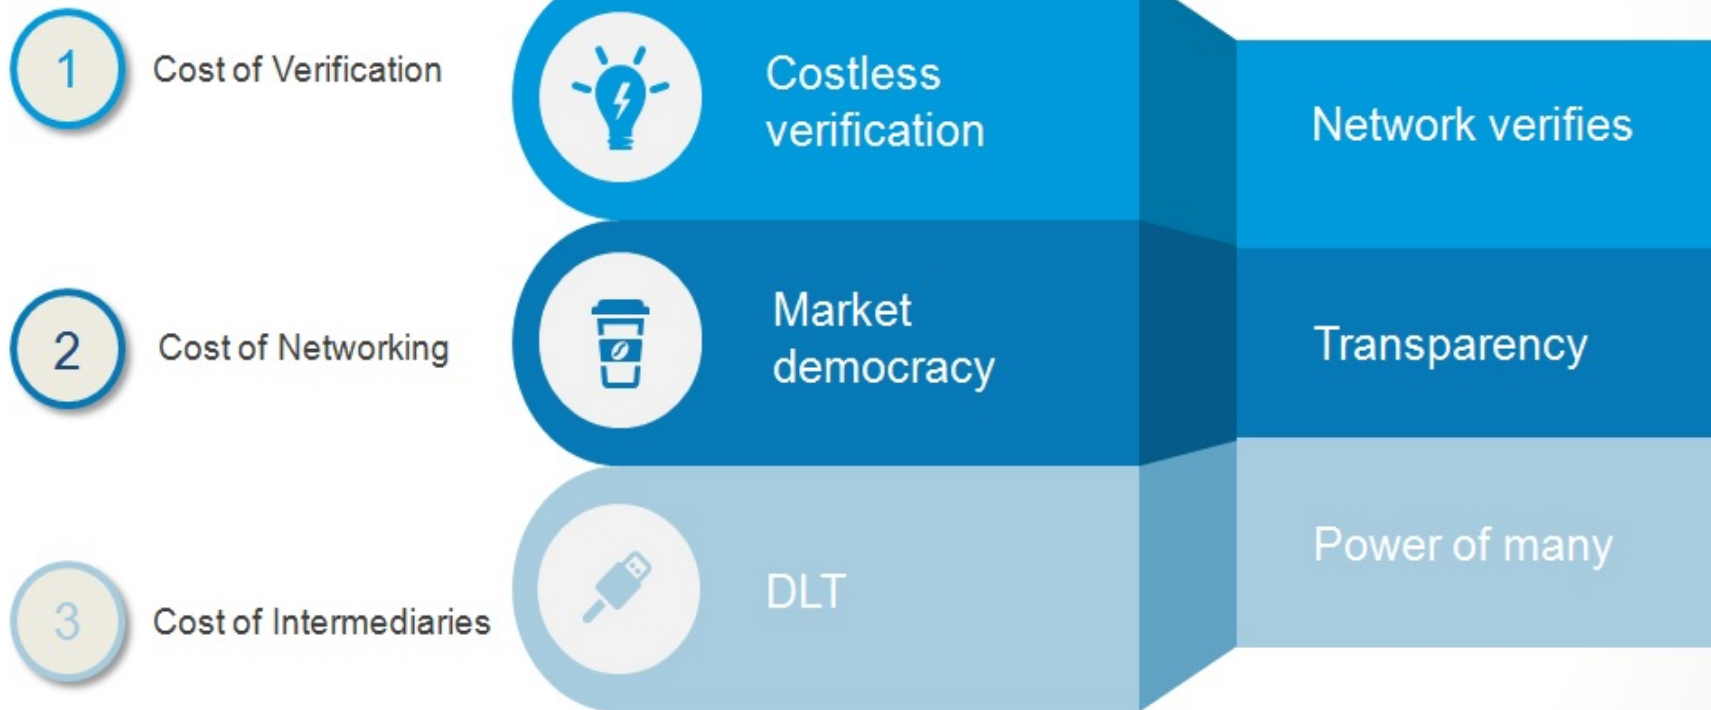 1
Cost of Verification
Costless
verification
Network verifies
2
Cost of Networking
Market
democracy
Transparency
3
Cost of Intermediaries
DLT
Power of many